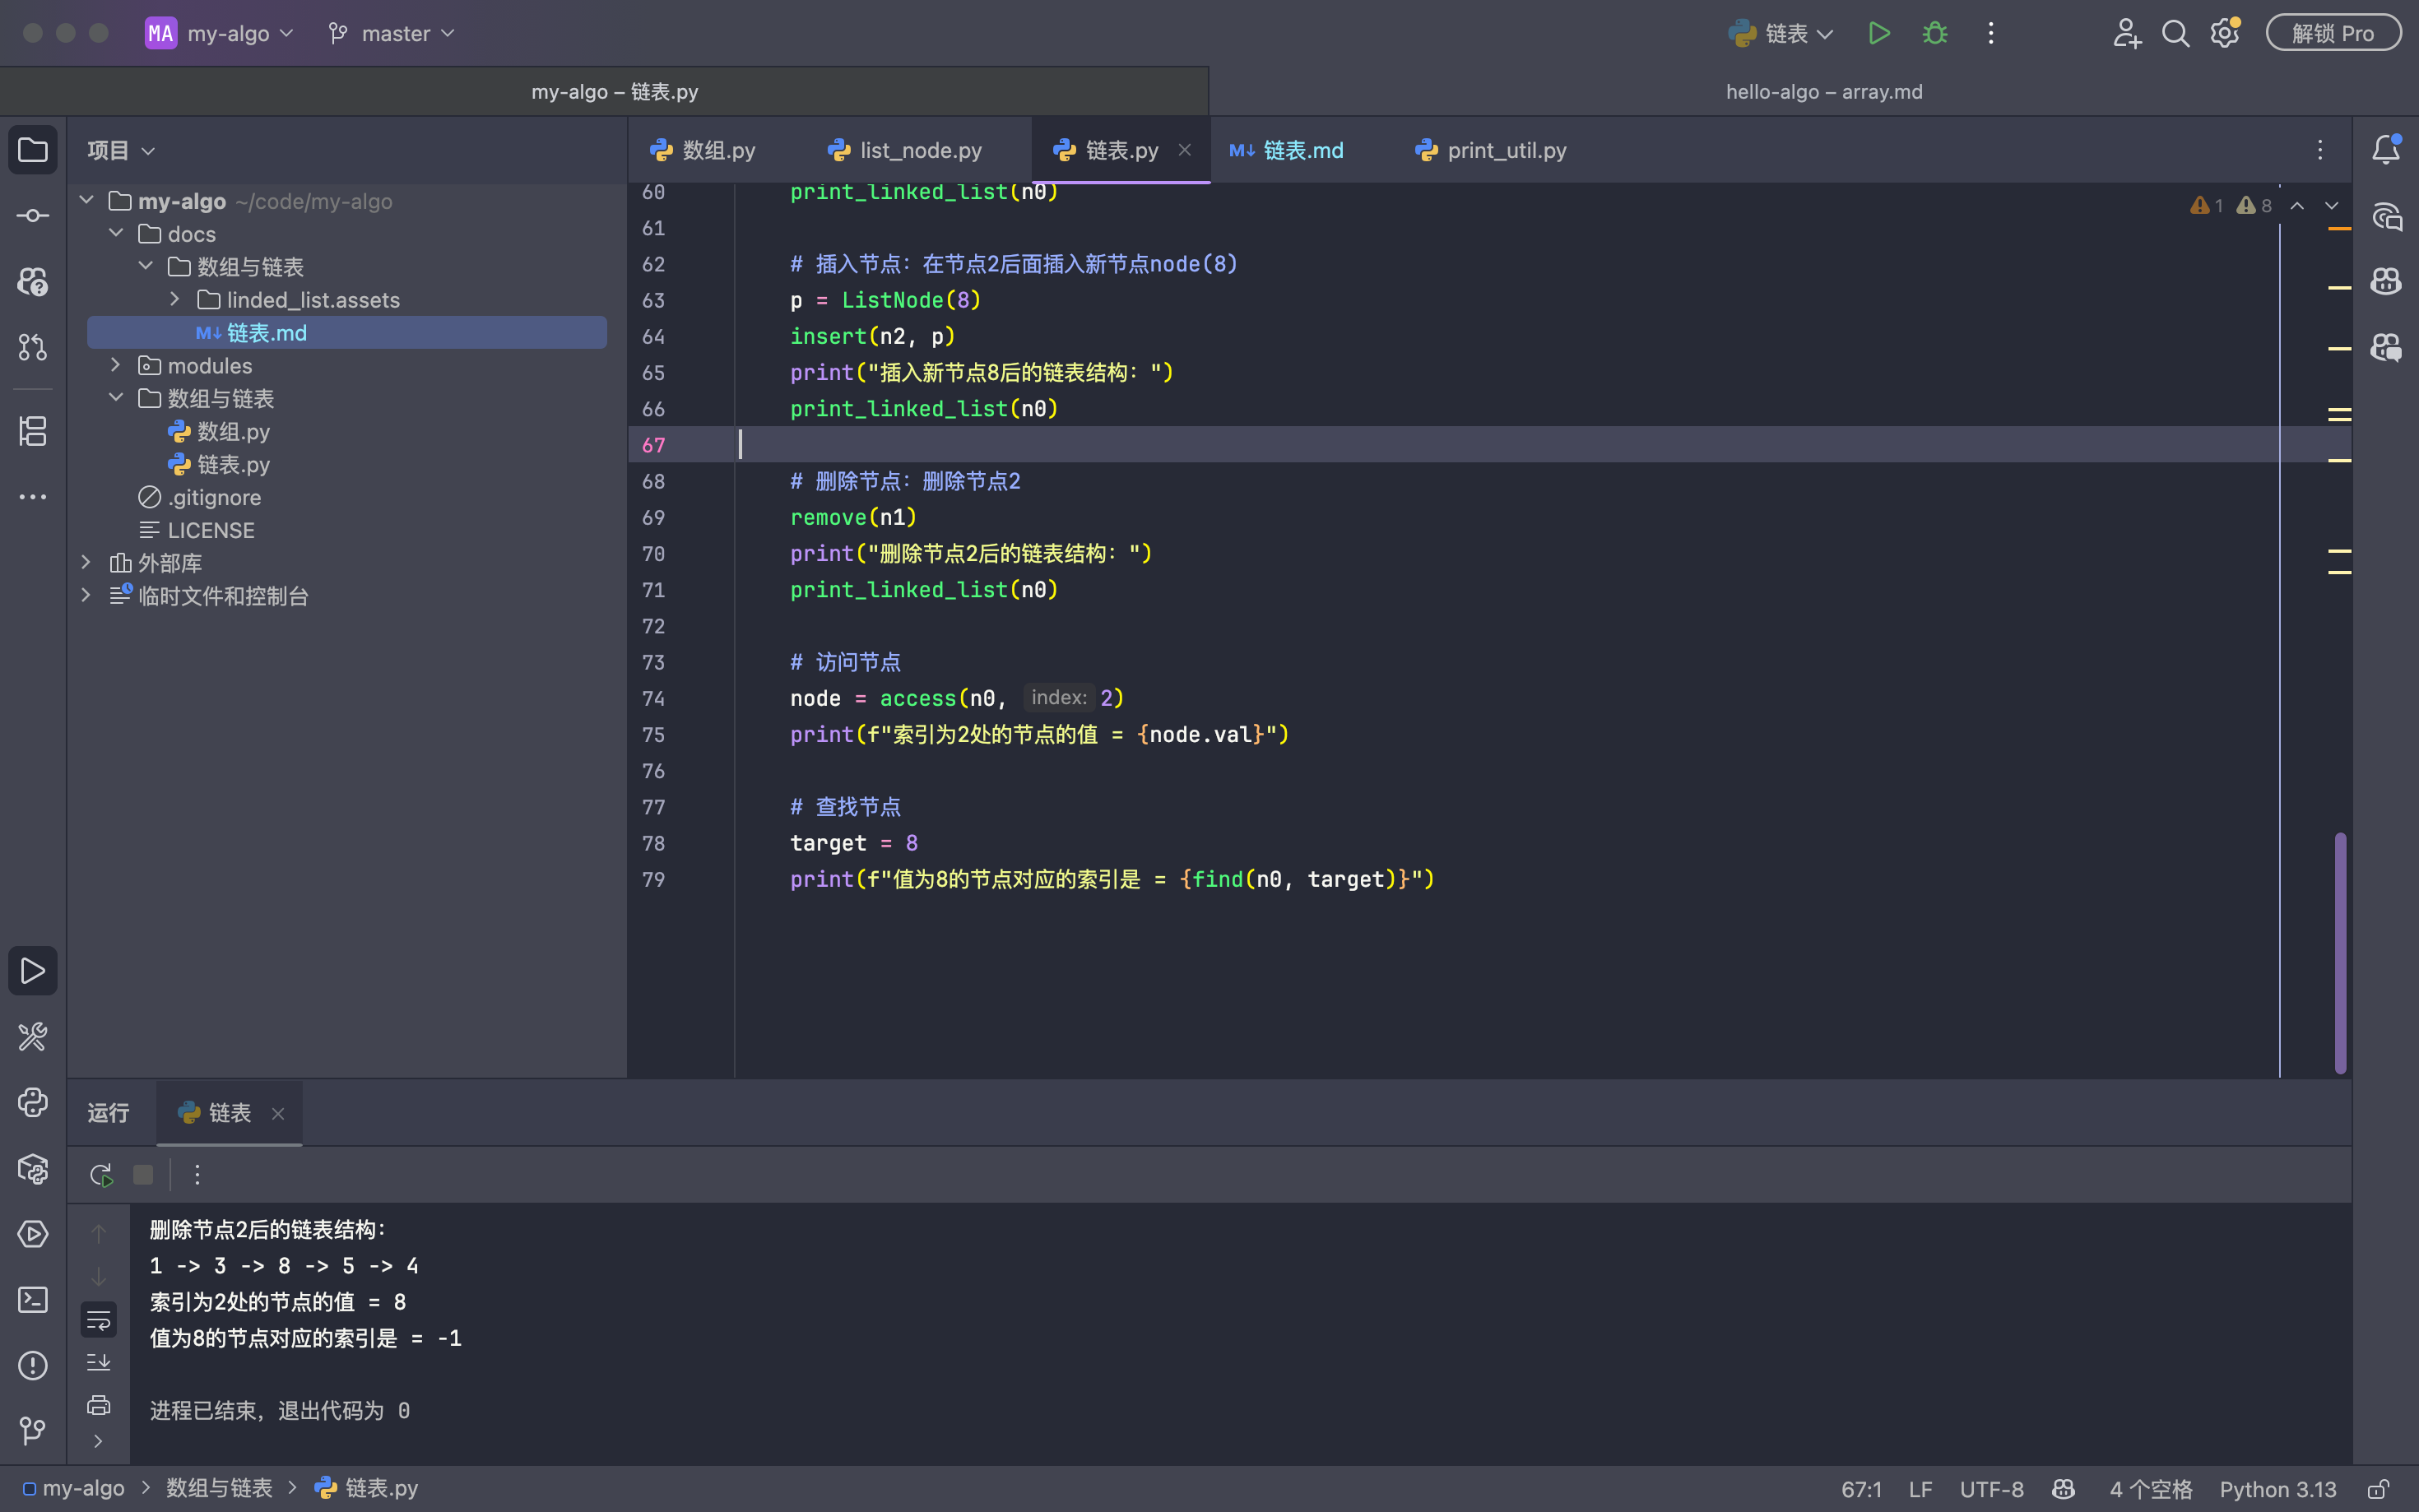 MA my-algo master 链表 解锁 Pro
my-algo – 链表.py hello-algo – array.md
项目 数组.py list_node.py 链表.py M↓ 链表.md print_util.py
my-algo ~/code/my-algo
docs
数组与链表
linded_list.assets
M↓ 链表.md
modules
数组与链表
数组.py
链表.py
.gitignore
LICENSE
外部库
临时文件和控制台
1 8
60 print_linked_list(n0)
61
62 # 插入节点：在节点2后面插入新节点node(8)
63 p = ListNode(8)
64 insert(n2, p)
65 print("插入新节点8后的链表结构：")
66 print_linked_list(n0)
67
68 # 删除节点：删除节点2
69 remove(n1)
70 print("删除节点2后的链表结构：")
71 print_linked_list(n0)
72
73 # 访问节点
74 node = access(n0, index: 2)
75 print(f"索引为2处的节点的值 = {node.val}")
76
77 # 查找节点
78 target = 8
79 print(f"值为8的节点对应的索引是 = {find(n0, target)}")
运行 链表
删除节点2后的链表结构：
1 -> 3 -> 8 -> 5 -> 4
索引为2处的节点的值 = 8
值为8的节点对应的索引是 = -1
进程已结束，退出代码为 0
my-algo > 数组与链表 > 链表.py 67:1 LF UTF-8 4 个空格 Python 3.13